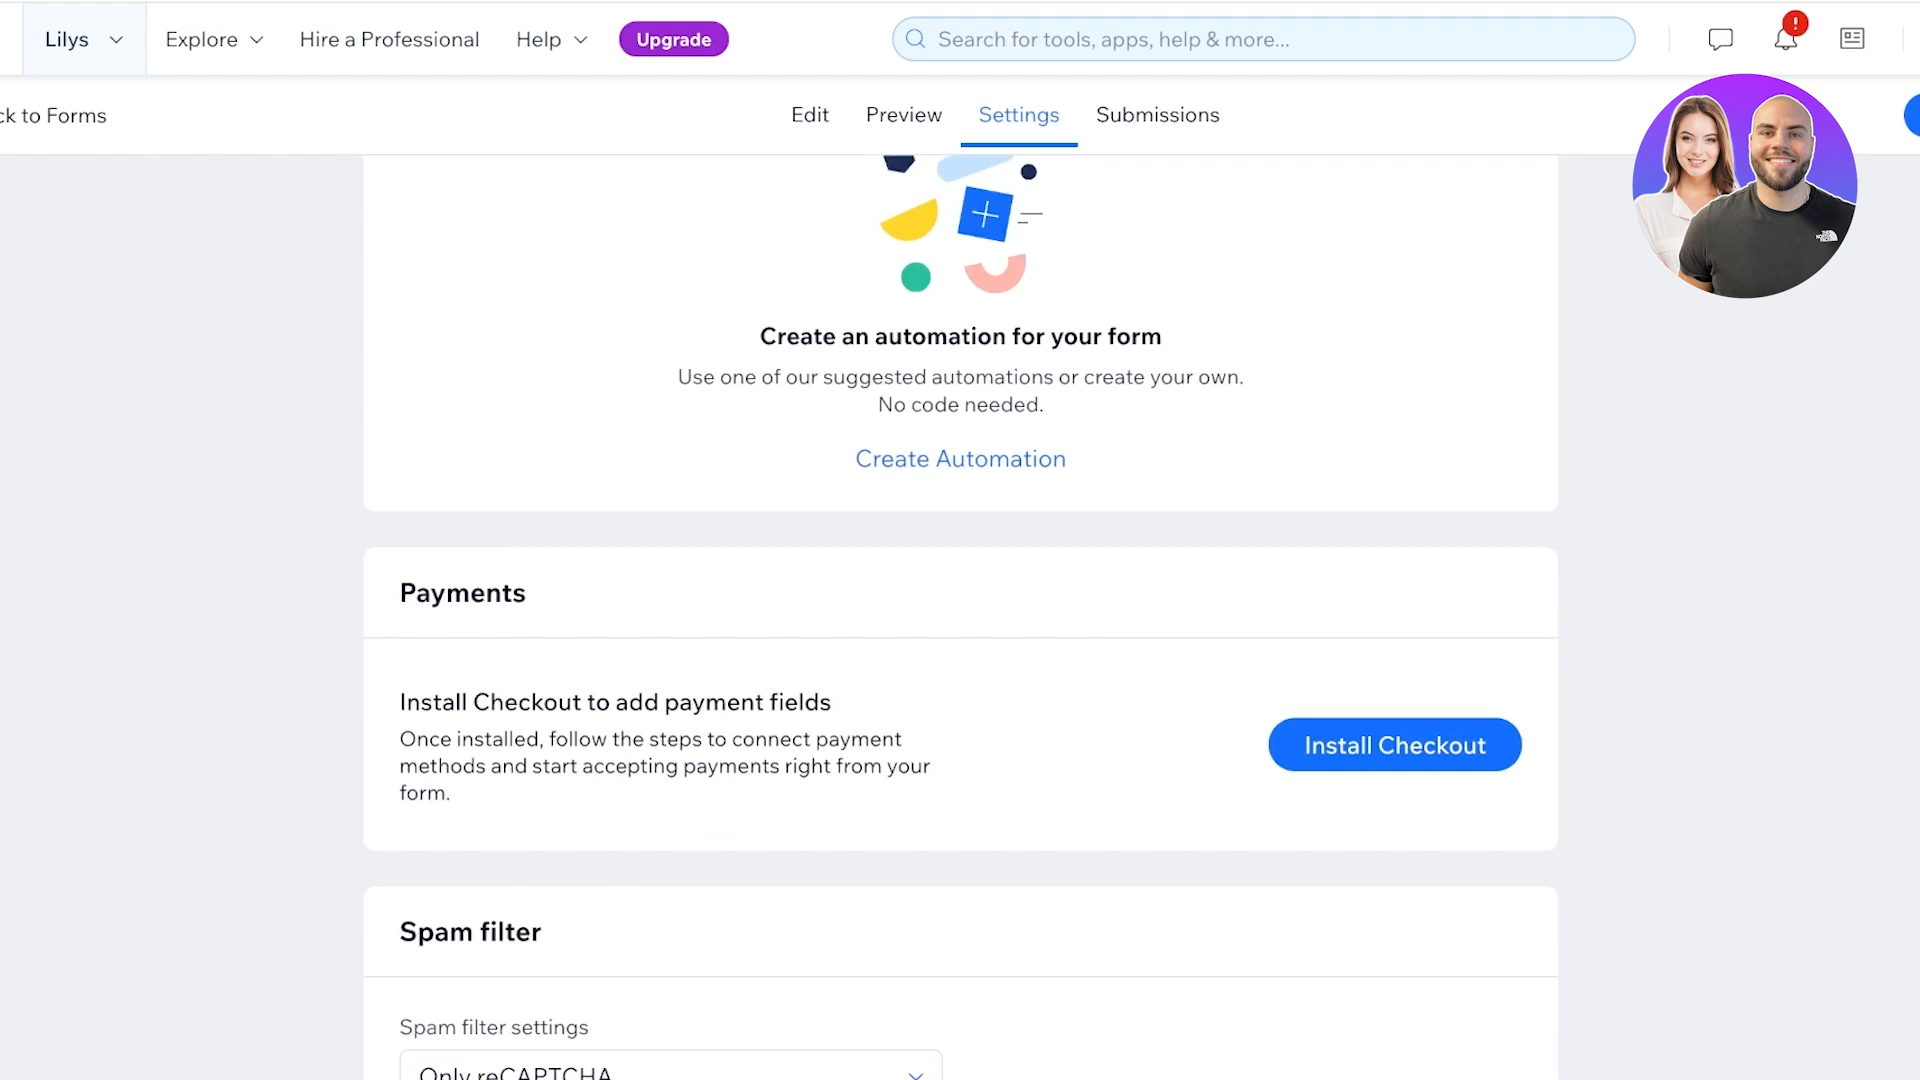 Lilys
Explore
Hire a Professional
Help
Upgrade
Search for tools, apps, help & more...
!
ck to Forms
Edit
Preview
Settings
Submissions
Create an automation for your form
Use one of our suggested automations or create your own.
No code needed.
Create Automation
Payments
Install Checkout to add payment fields
Once installed, follow the steps to connect payment
methods and start accepting payments right from your
form.
Install Checkout
Spam filter
Spam filter settings
Only reCAPTCHA